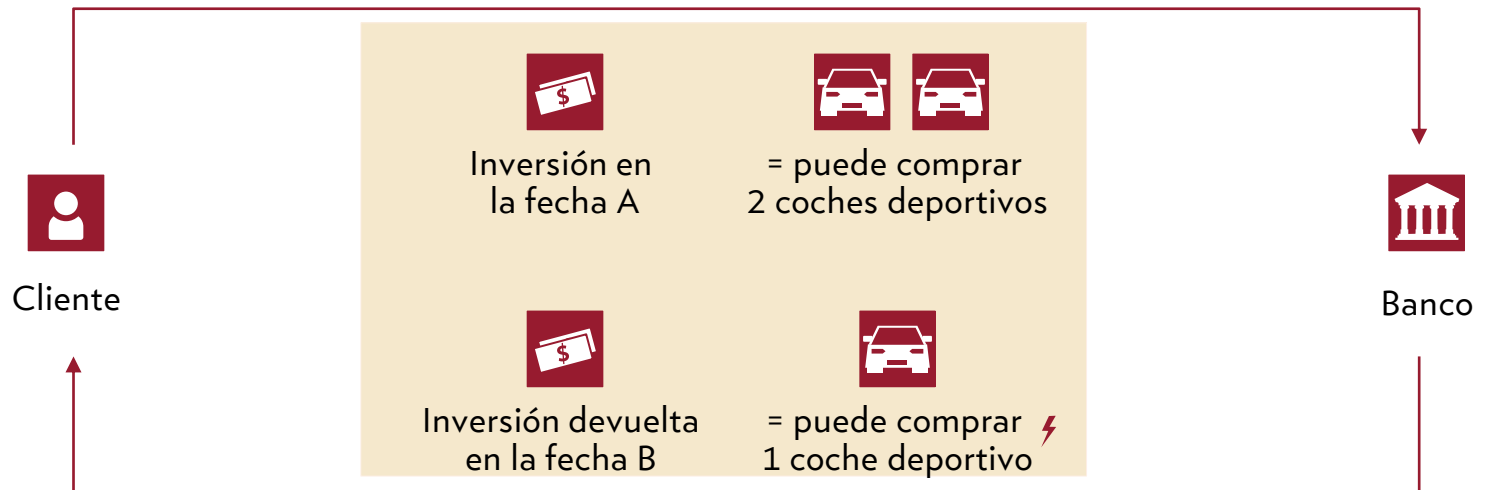 Inversión en
la fecha A
= puede comprar
2 coches deportivos
Cliente
Banco
Inversión devuelta
en la fecha B
= puede comprar
1 coche deportivo